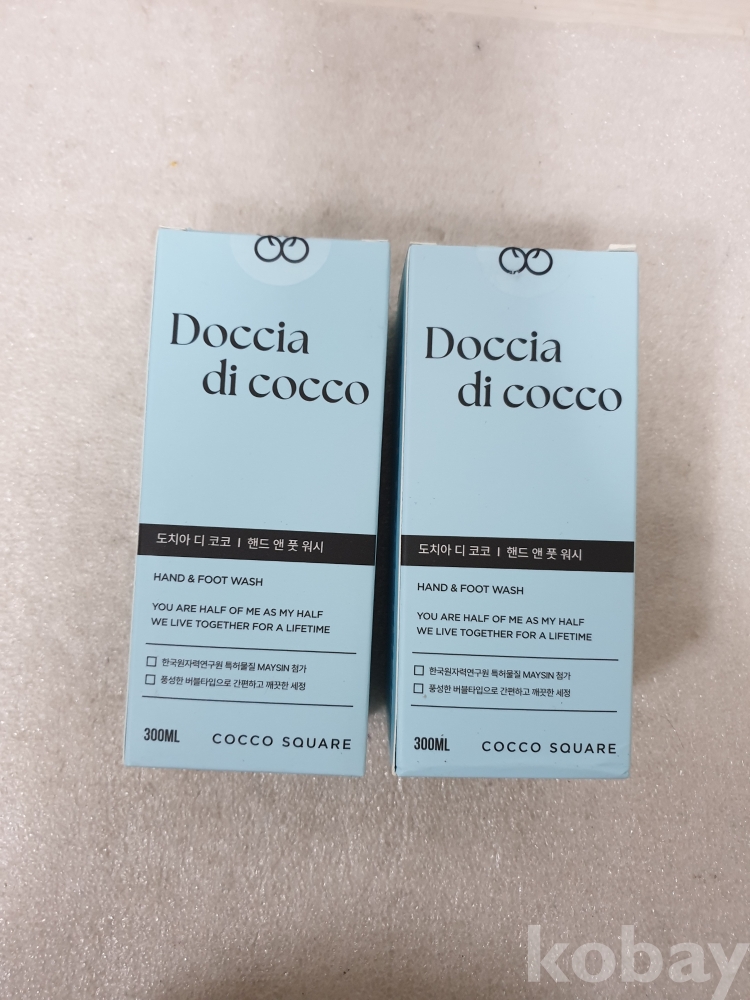 Doccia
di cocco
도치아 디 코코 | 핸드 앤 풋 워시
HAND & FOOT WASH
YOU ARE HALF OF ME AS MY HALF
WE LIVE TOGETHER FOR A LIFETIME
한국원자력연구원 특허물질 MAYSIN 첨가
풍성한 버블타입으로 간편하고 깨끗한 세정
300ML COCCO SQUARE
Doccia
di cocco
도치아 디 코코 | 핸드 앤 풋 워시
HAND & FOOT WASH
YOU ARE HALF OF ME AS MY HALF
WE LIVE TOGETHER FOR A LIFETIME
한국원자력연구원 특허물질 MAYSIN 첨가
풍성한 버블타입으로 간편하고 깨끗한 세정
300ML COCCO SQUARE
kobay